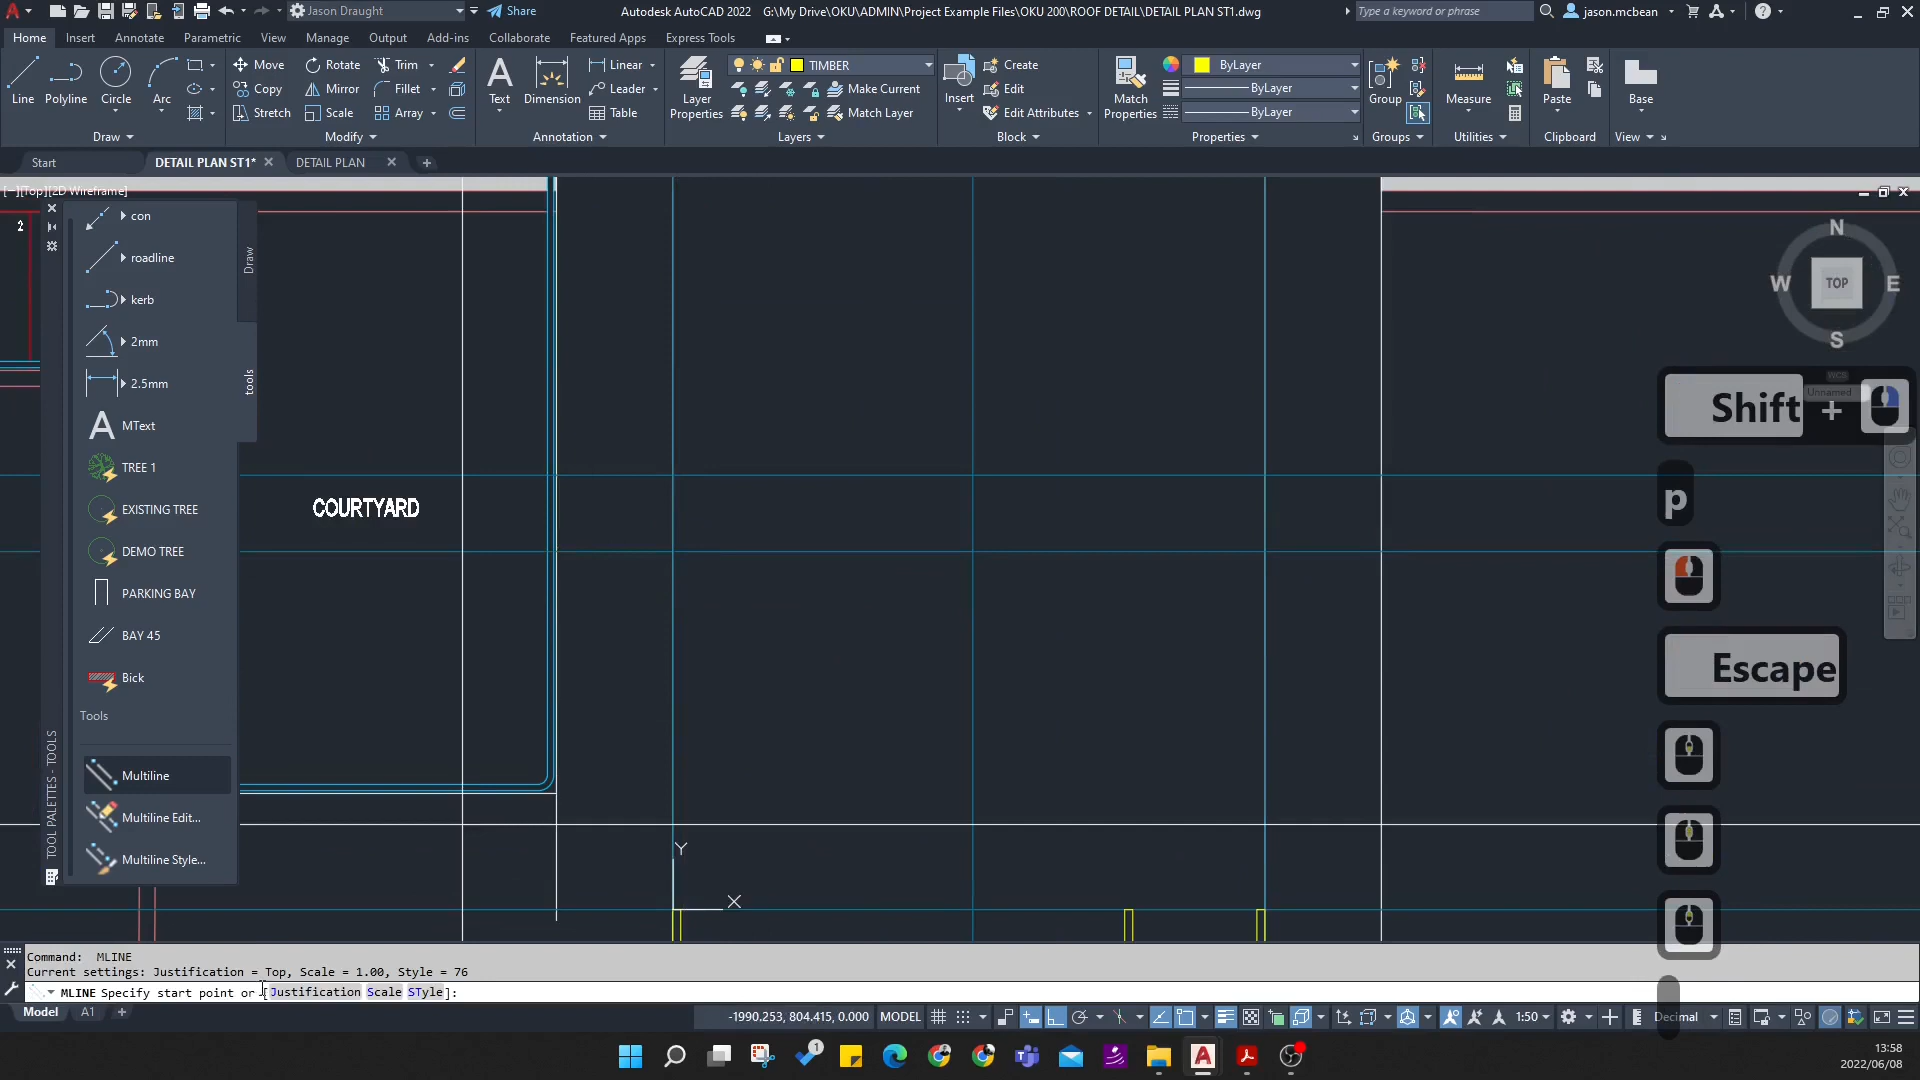 Jason Draught
Share
Autodesk AutoCAD 2022 G:\My Drive\OKU\ADMIN\Project Example Files\OKU 200\ROOF DETAIL\DETAIL PLAN ST1.dwg
Type a keyword or phrase
jason.mcbean
Home Insert Annotate Parametric View Manage Output Add-ins Collaborate Featured Apps Express Tools
Line Polyline Circle Arc
Draw
Move Rotate Trim
Copy Mirror Fillet
Stretch Scale Array
Modify
Text Dimension
Linear
Leader
Table
Annotation
Layer Properties
TIMBER
Make Current
Match Layer
Layers
Insert
Create
Edit
Edit Attributes
Block
Match Properties
ByLayer
ByLayer
ByLayer
Properties
Group
Groups
Measure
Utilities
Paste
Clipboard
Base
View
Start DETAIL PLAN ST1* DETAIL PLAN
[−][Top][2D Wireframe]
2
con
roadline
kerb
2mm
2.5mm
MText
TREE 1
EXISTING TREE
DEMO TREE
PARKING BAY
BAY 45
Bick
Tools
Multiline
Multiline Edit...
Multiline Style...
Draw
tools
TOOL PALETTES - TOOLS
COURTYARD
Y
X
N
W TOP E
S
WCS
Unnamed
Shift +
p
Escape
Command: MLINE
Current settings: Justification = Top, Scale = 1.00, Style = 76
MLINE Specify start point or [Justification Scale STyle]:
Model A1
-1990.253, 804.415, 0.000 MODEL 1:50 Decimal
1
13:58
2022/06/08